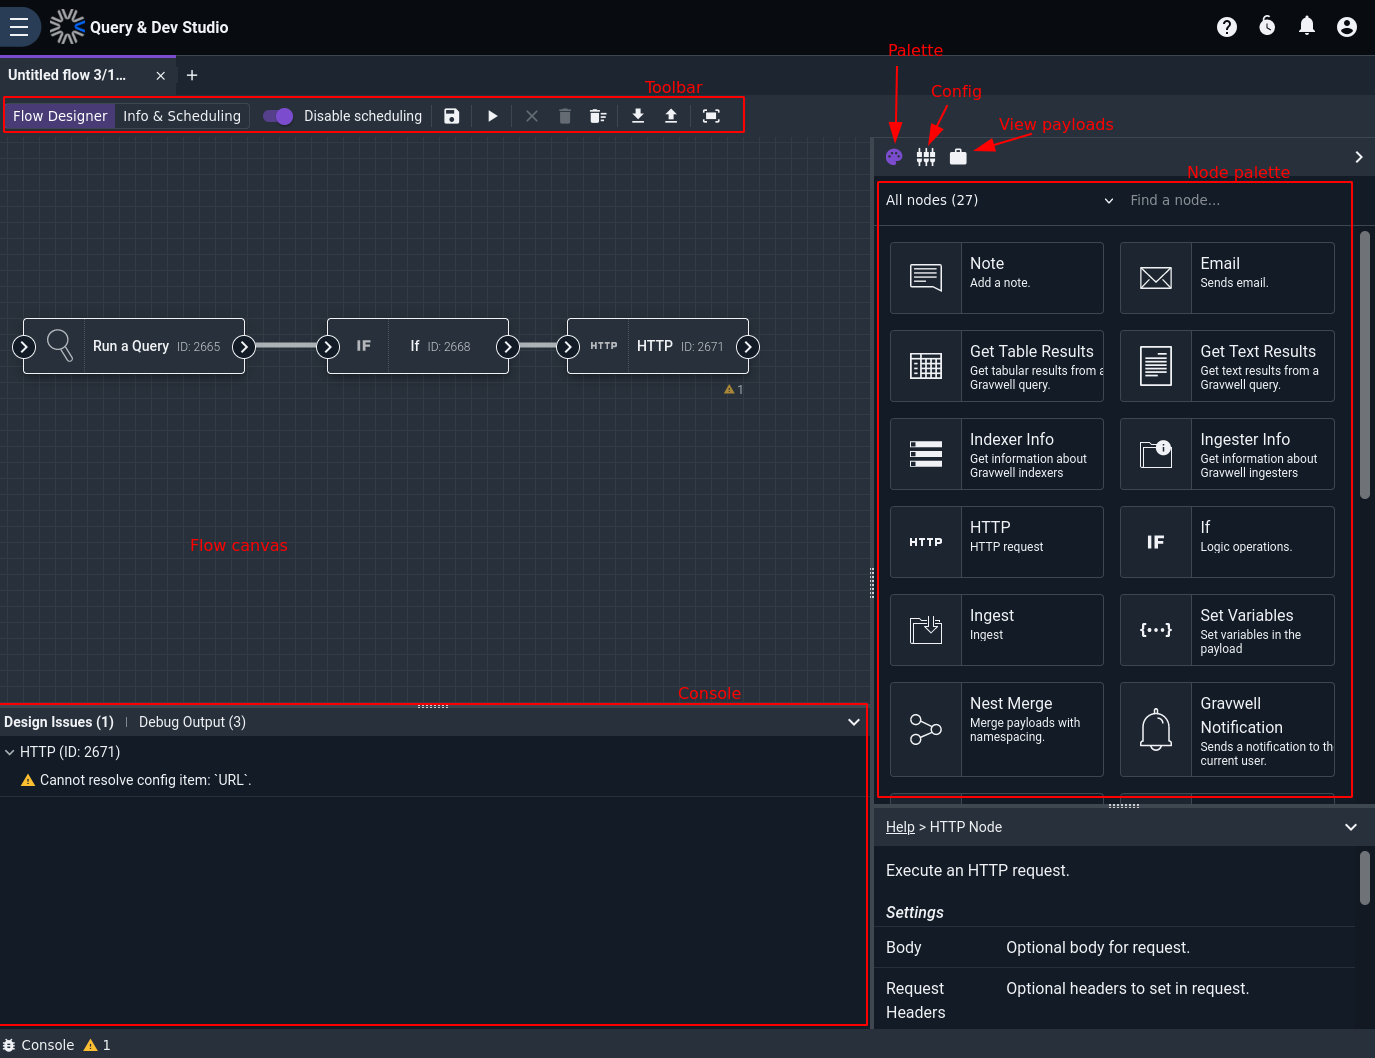 Query & Dev Studio
Palette
Untitled flow 3/1...
Toolbar
Config
Flow Designer
Info & Scheduling
Disable scheduling
View payloads
Node palette
All nodes (27)
Find a node...
Note
Add a note.
Email
Sends email.
Run a Query ID: 2665
IF
If ID: 2668
HTTP
HTTP ID: 2671
1
Get Table Results
Get tabular results from a
Gravwell query.
Get Text Results
Get text results from a
Gravwell query.
Indexer Info
Get information about
Gravwell indexers
Ingester Info
Get information about
Gravwell ingesters
HTTP
HTTP
HTTP request
IF
If
Logic operations.
Flow canvas
Ingest
Ingest
{···}
Set Variables
Set variables in the
payload
Nest Merge
Merge payloads with
namespacing.
Gravwell
Notification
Sends a notification to th
current user.
Console
Design Issues (1)
Debug Output (3)
HTTP (ID: 2671)
Cannot resolve config item: `URL`.
Help > HTTP Node
Execute an HTTP request.
Settings
Body
Optional body for request.
Request
Headers
Optional headers to set in request.
Console
1